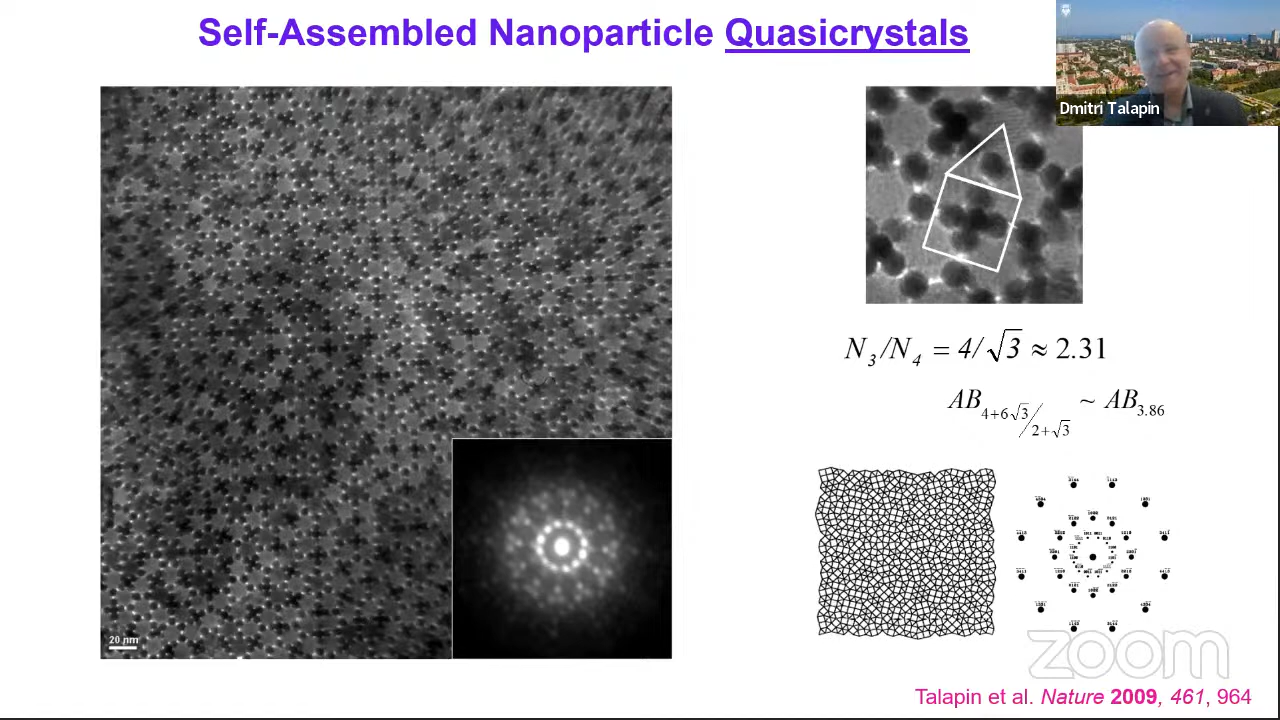 Self-Assembled Nanoparticle Quasicrystals
Dmitri Talapin
N₃/N₄ = 4/√3 ≈ 2.31
AB₄₊₆√₃/₂₊√₃ ~ AB₃.₈₆
20 nm
zoom
Talapin et al. Nature 2009, 461, 964